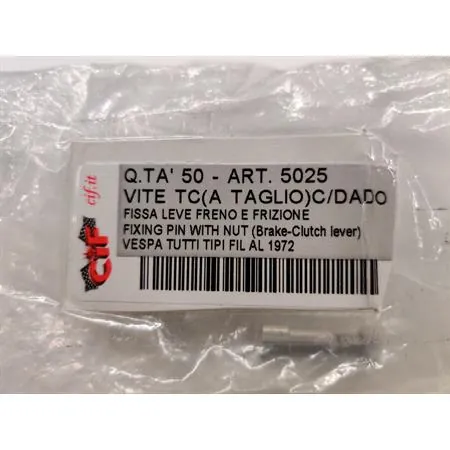 cif.it
CIF
Q.TA' 50 - ART. 5025
VITE TC(A TAGLIO)C/DADO
FISSA LEVE FRENO E FRIZIONE
FIXING PIN WITH NUT (Brake-Clutch lever)
VESPA TUTTI TIPI FIL AL 1972